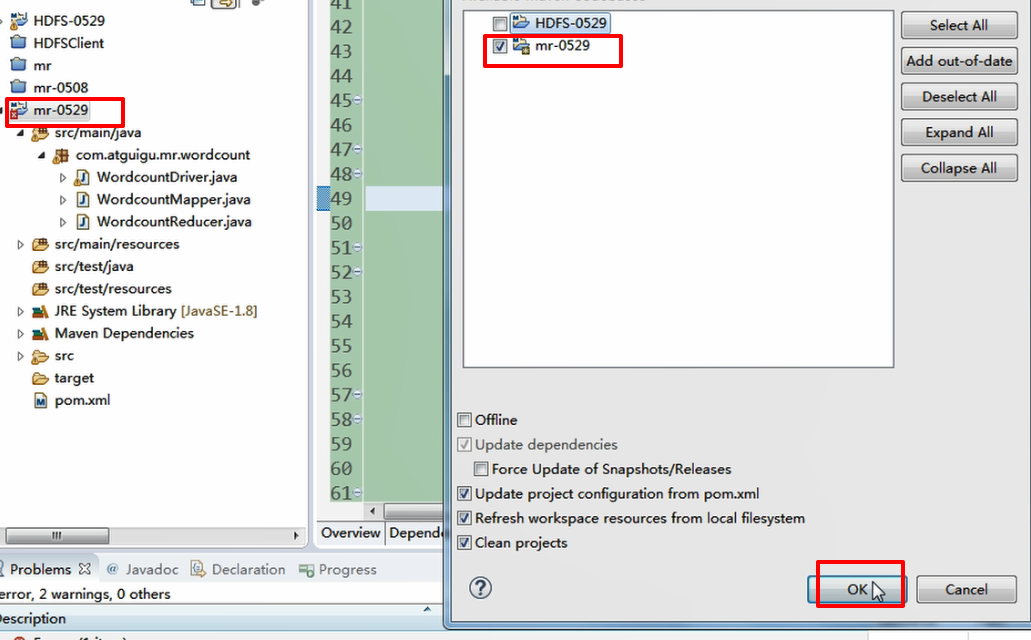 HDFS-0529
HDFSClient
mr
mr-0508
mr-0529
src/main/java
com.atguigu.mr.wordcount
WordcountDriver.java
WordcountMapper.java
WordcountReducer.java
src/main/resources
src/test/java
src/test/resources
JRE System Library [JavaSE-1.8]
Maven Dependencies
src
target
pom.xml
41
42
43
44
45
46
47
48
49
50
51
52
53
54
55
56
57
58
59
60
61
Overview
Depend
Problems
@ Javadoc
Declaration
Progress
error, 2 warnings, 0 others
escription
HDFS-0529
mr-0529
Select All
Add out-of-date
Deselect All
Expand All
Collapse All
Offline
Update dependencies
Force Update of Snapshots/Releases
Update project configuration from pom.xml
Refresh workspace resources from local filesystem
Clean projects
?
OK
Cancel